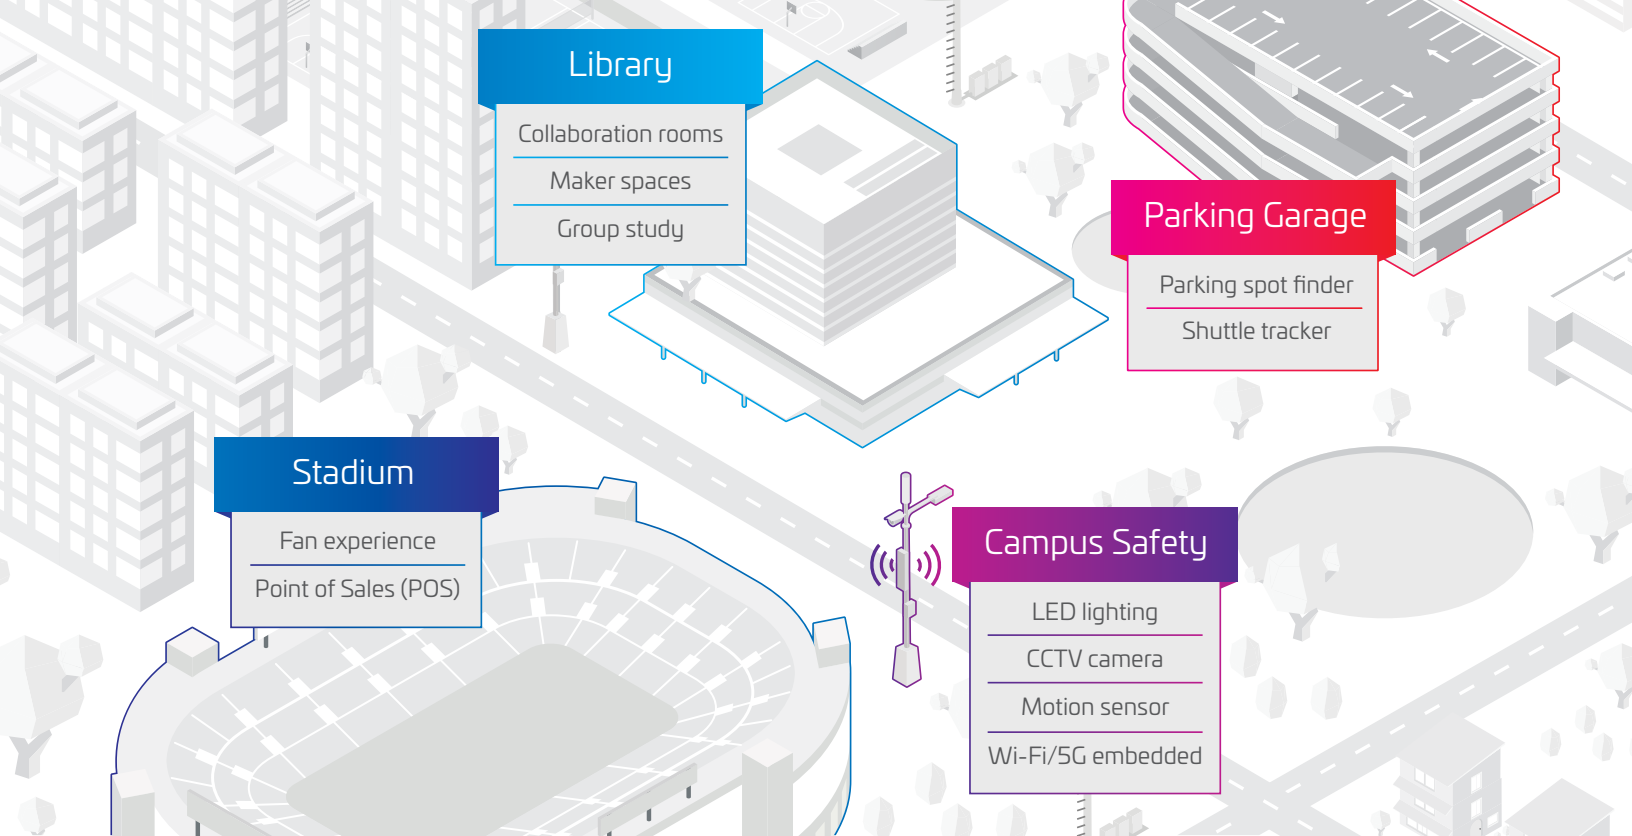 Library
Collaboration rooms
Maker spaces
Group study
Parking Garage
Parking spot finder
Shuttle tracker
Stadium
Fan experience
Point of Sales (POS)
Campus Safety
LED lighting
CCTV camera
Motion sensor
Wi-Fi/5G embedded